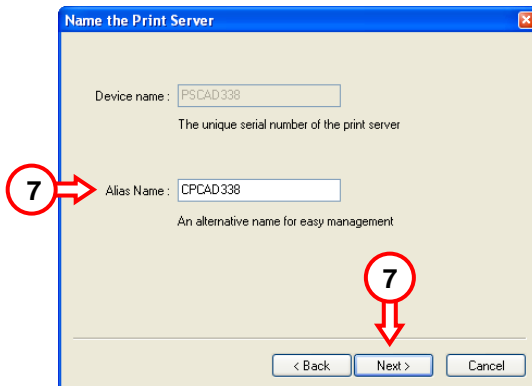 Name the Print Server
Device name : PSCAD338
The unique serial number of the print server
7
Alias Name : CPCAD338
An alternative name for easy management
7
< Back Next > Cancel